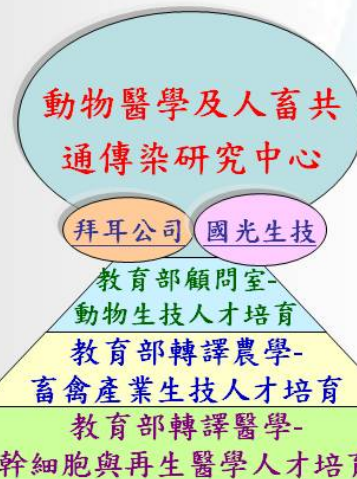 動物醫學及人畜共
通傳染研究中心
拜耳公司 國光生技
教育部顧問室-
動物生技人才培育
教育部轉譯農學-
畜禽產業生技人才培育
教育部轉譯醫學-
幹細胞與再生醫學人才培育